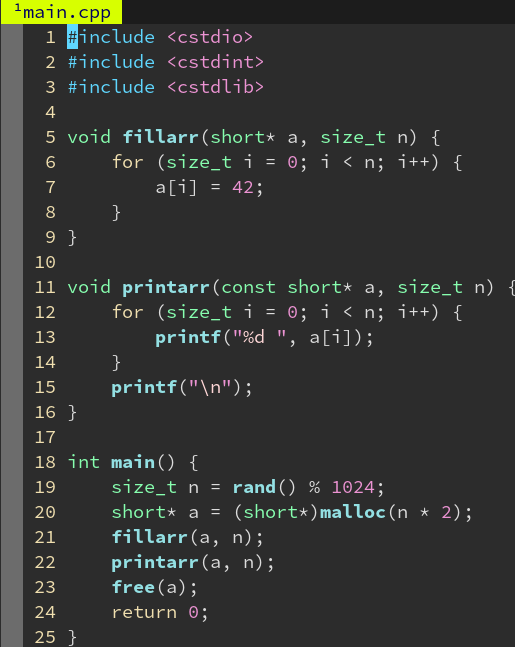 ¹main.cpp
1 #include <cstdio>
2 #include <cstdint>
3 #include <cstdlib>
4
5 void fillarr(short* a, size_t n) {
6     for (size_t i = 0; i < n; i++) {
7         a[i] = 42;
8     }
9 }
10
11 void printarr(const short* a, size_t n) {
12     for (size_t i = 0; i < n; i++) {
13         printf("%d ", a[i]);
14     }
15     printf("\n");
16 }
17
18 int main() {
19     size_t n = rand() % 1024;
20     short* a = (short*)malloc(n * 2);
21     fillarr(a, n);
22     printarr(a, n);
23     free(a);
24     return 0;
25 }